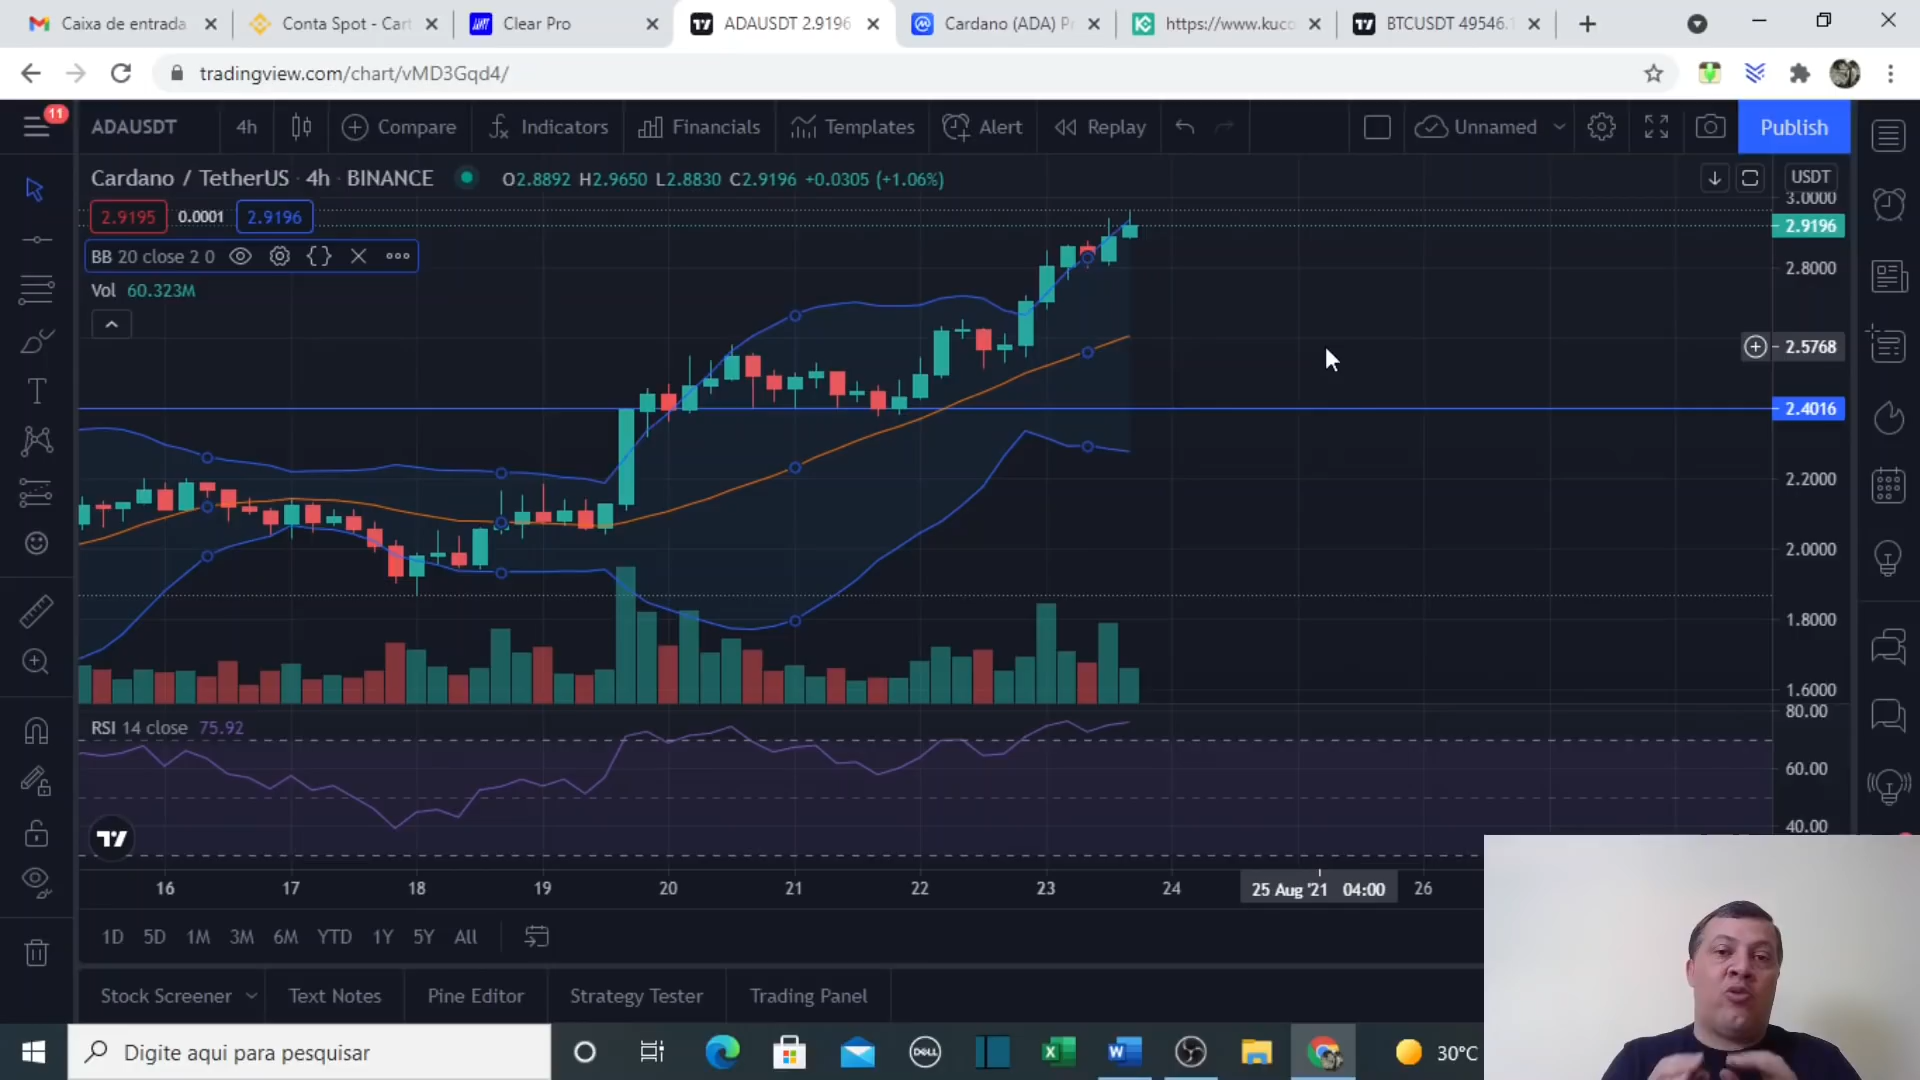 Caixa de entrada
Conta Spot - Cart
Clear Pro
ADAUSDT 2.9196
Cardano (ADA) Pr
https://www.kuco
BTCUSDT 49546.1
tradingview.com/chart/vMD3Gqd4/
11
ADAUSDT 4h Compare Indicators Financials Templates Alert Replay Unnamed Publish
Cardano / TetherUS · 4h · BINANCE O2.8892 H2.9650 L2.8830 C2.9196 +0.0305 (+1.06%)
USDT
2.9195 0.0001 2.9196
BB 20 close 2 0
Vol 60.323M
3.0000
2.9196
2.8000
2.5768
2.4016
2.2000
2.0000
1.8000
1.6000
RSI 14 close 75.92
80.00
60.00
40.00
16 17 18 19 20 21 22 23 24 25 Aug '21 04:00 26
1D 5D 1M 3M 6M YTD 1Y 5Y All
Stock Screener Text Notes Pine Editor Strategy Tester Trading Panel
Digite aqui para pesquisar
DELL
30°C